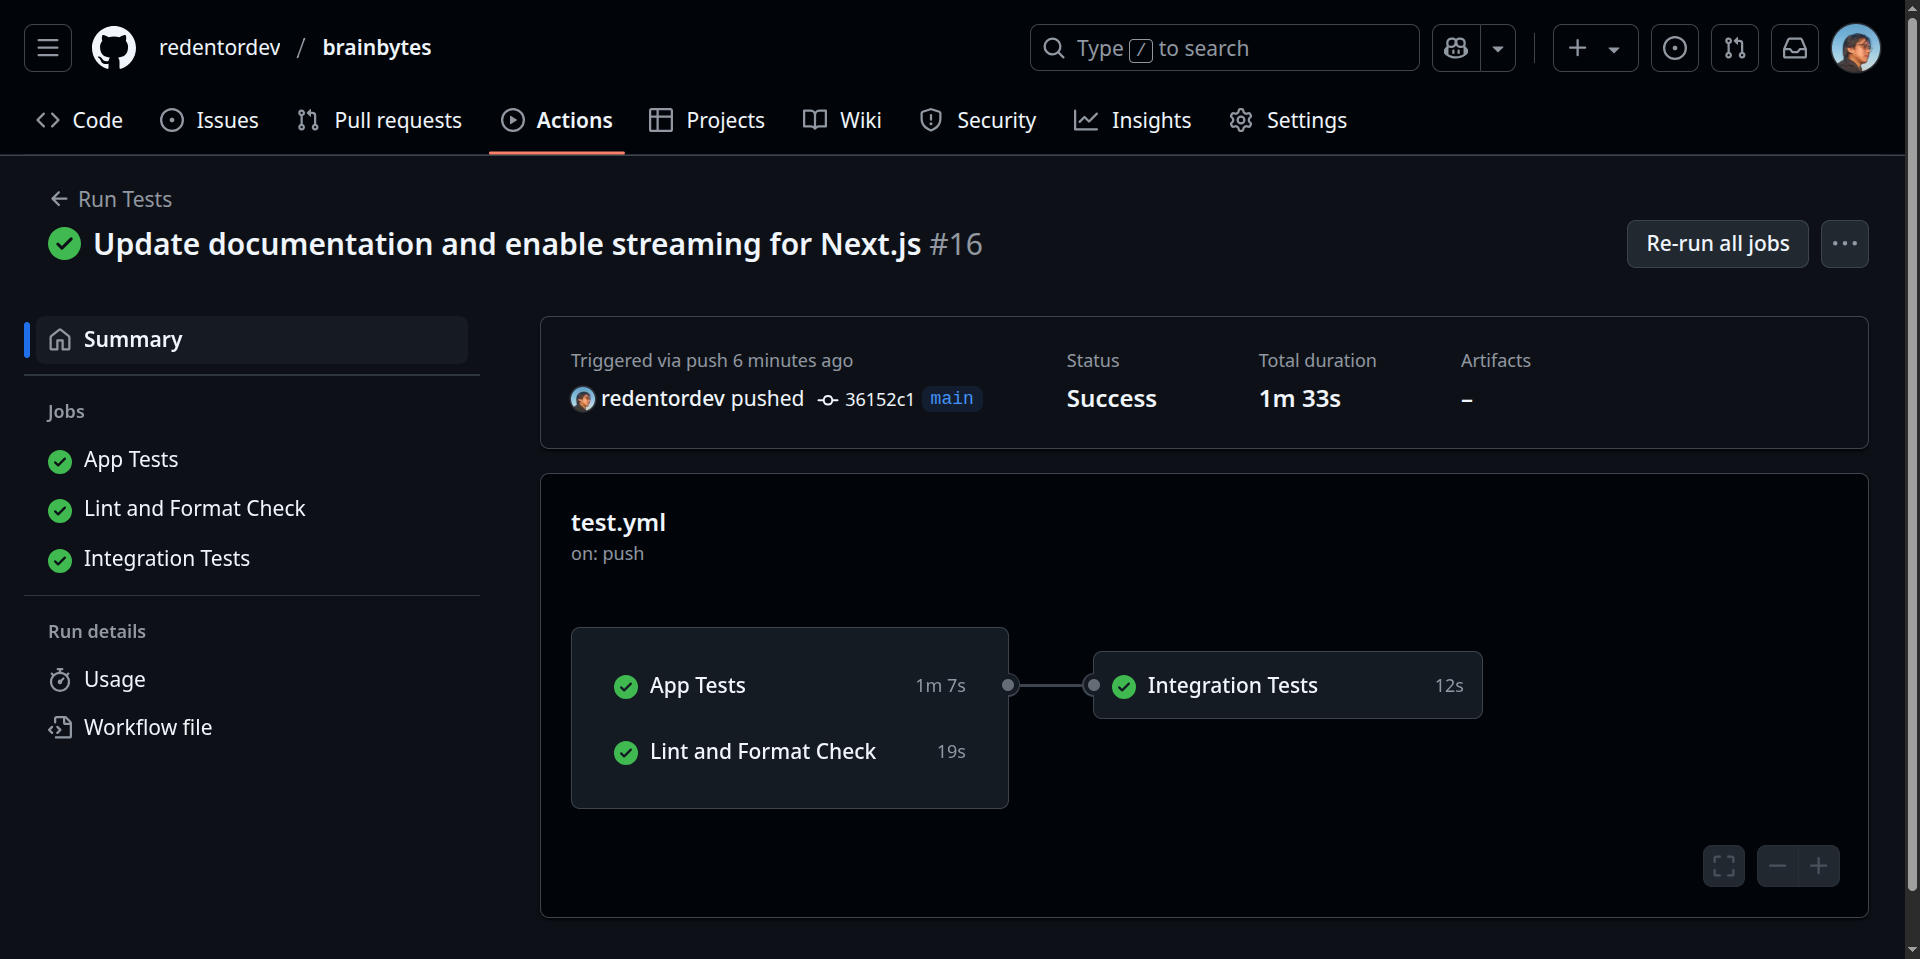 redentordev / brainbytes
Type / to search
Code
Issues
Pull requests
Actions
Projects
Wiki
Security
Insights
Settings
Run Tests
Update documentation and enable streaming for Next.js #16
Re-run all jobs
Summary
Jobs
App Tests
Lint and Format Check
Integration Tests
Run details
Usage
Workflow file
Triggered via push 6 minutes ago
redentordev pushed 36152c1 main
Status
Success
Total duration
1m 33s
Artifacts
–
test.yml
on: push
App Tests 1m 7s
Lint and Format Check 19s
Integration Tests 12s